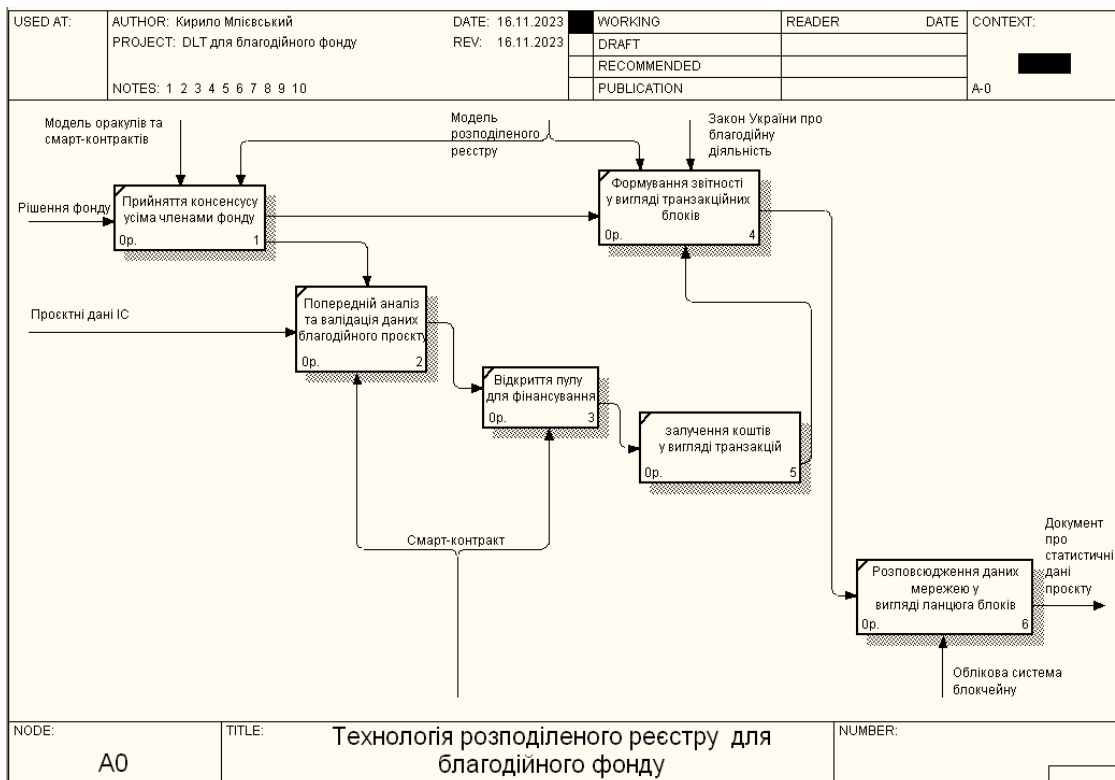 USED AT:
AUTHOR: Кирило Млієвський
DATE: 16.11.2023
WORKING
READER
DATE
CONTEXT:
PROJECT: DLT для благодійного фонду
REV: 16.11.2023
DRAFT
RECOMMENDED
NOTES: 1 2 3 4 5 6 7 8 9 10
PUBLICATION
A-0
Модель оракулів та
смарт-контрактів
Модель
розподіленого
реєстру
Закон України про
благодійну
діяльність
Рішення фонду
Прийняття консенсусу
усіма членами фонду
0р. 1
Формування звітності
у вигляді транзакційних
блоків
0р. 4
Проєктні дані ІС
Попередній аналіз
та валідація даних
благодійного проєкту
0р. 2
Відкриття пулу
для фінансування
0р. 3
залучення коштів
у вигляді транзакцій
0р. 5
Смарт-контракт
Документ
про
статистичні
дані
проєкту
Розповсюдження даних
мережею у
вигляді ланцюга блоків
0р. 6
Облікова система
блокчейну
NODE:
A0
TITLE:
Технологія розподіленого реєстру для
благодійного фонду
NUMBER: